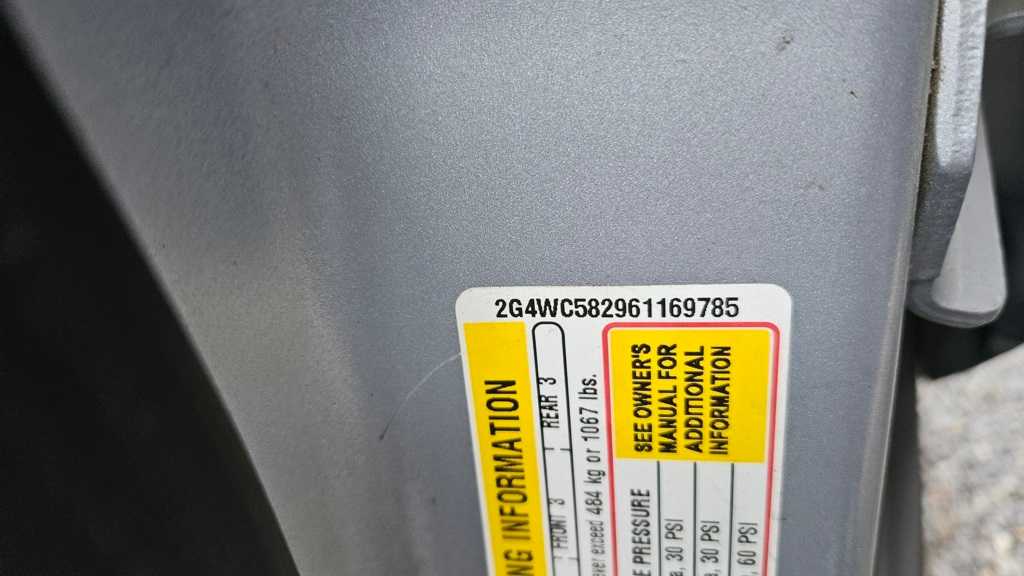 2G4WC582961169785
NG INFORMATION
FRONT 3 REAR 3
ever exceed 484 kg or 1067 lbs.
E PRESSURE
a, 30 PSI
a, 30 PSI
, 60 PSI
SEE OWNER'S
MANUAL FOR
ADDITIONAL
INFORMATION